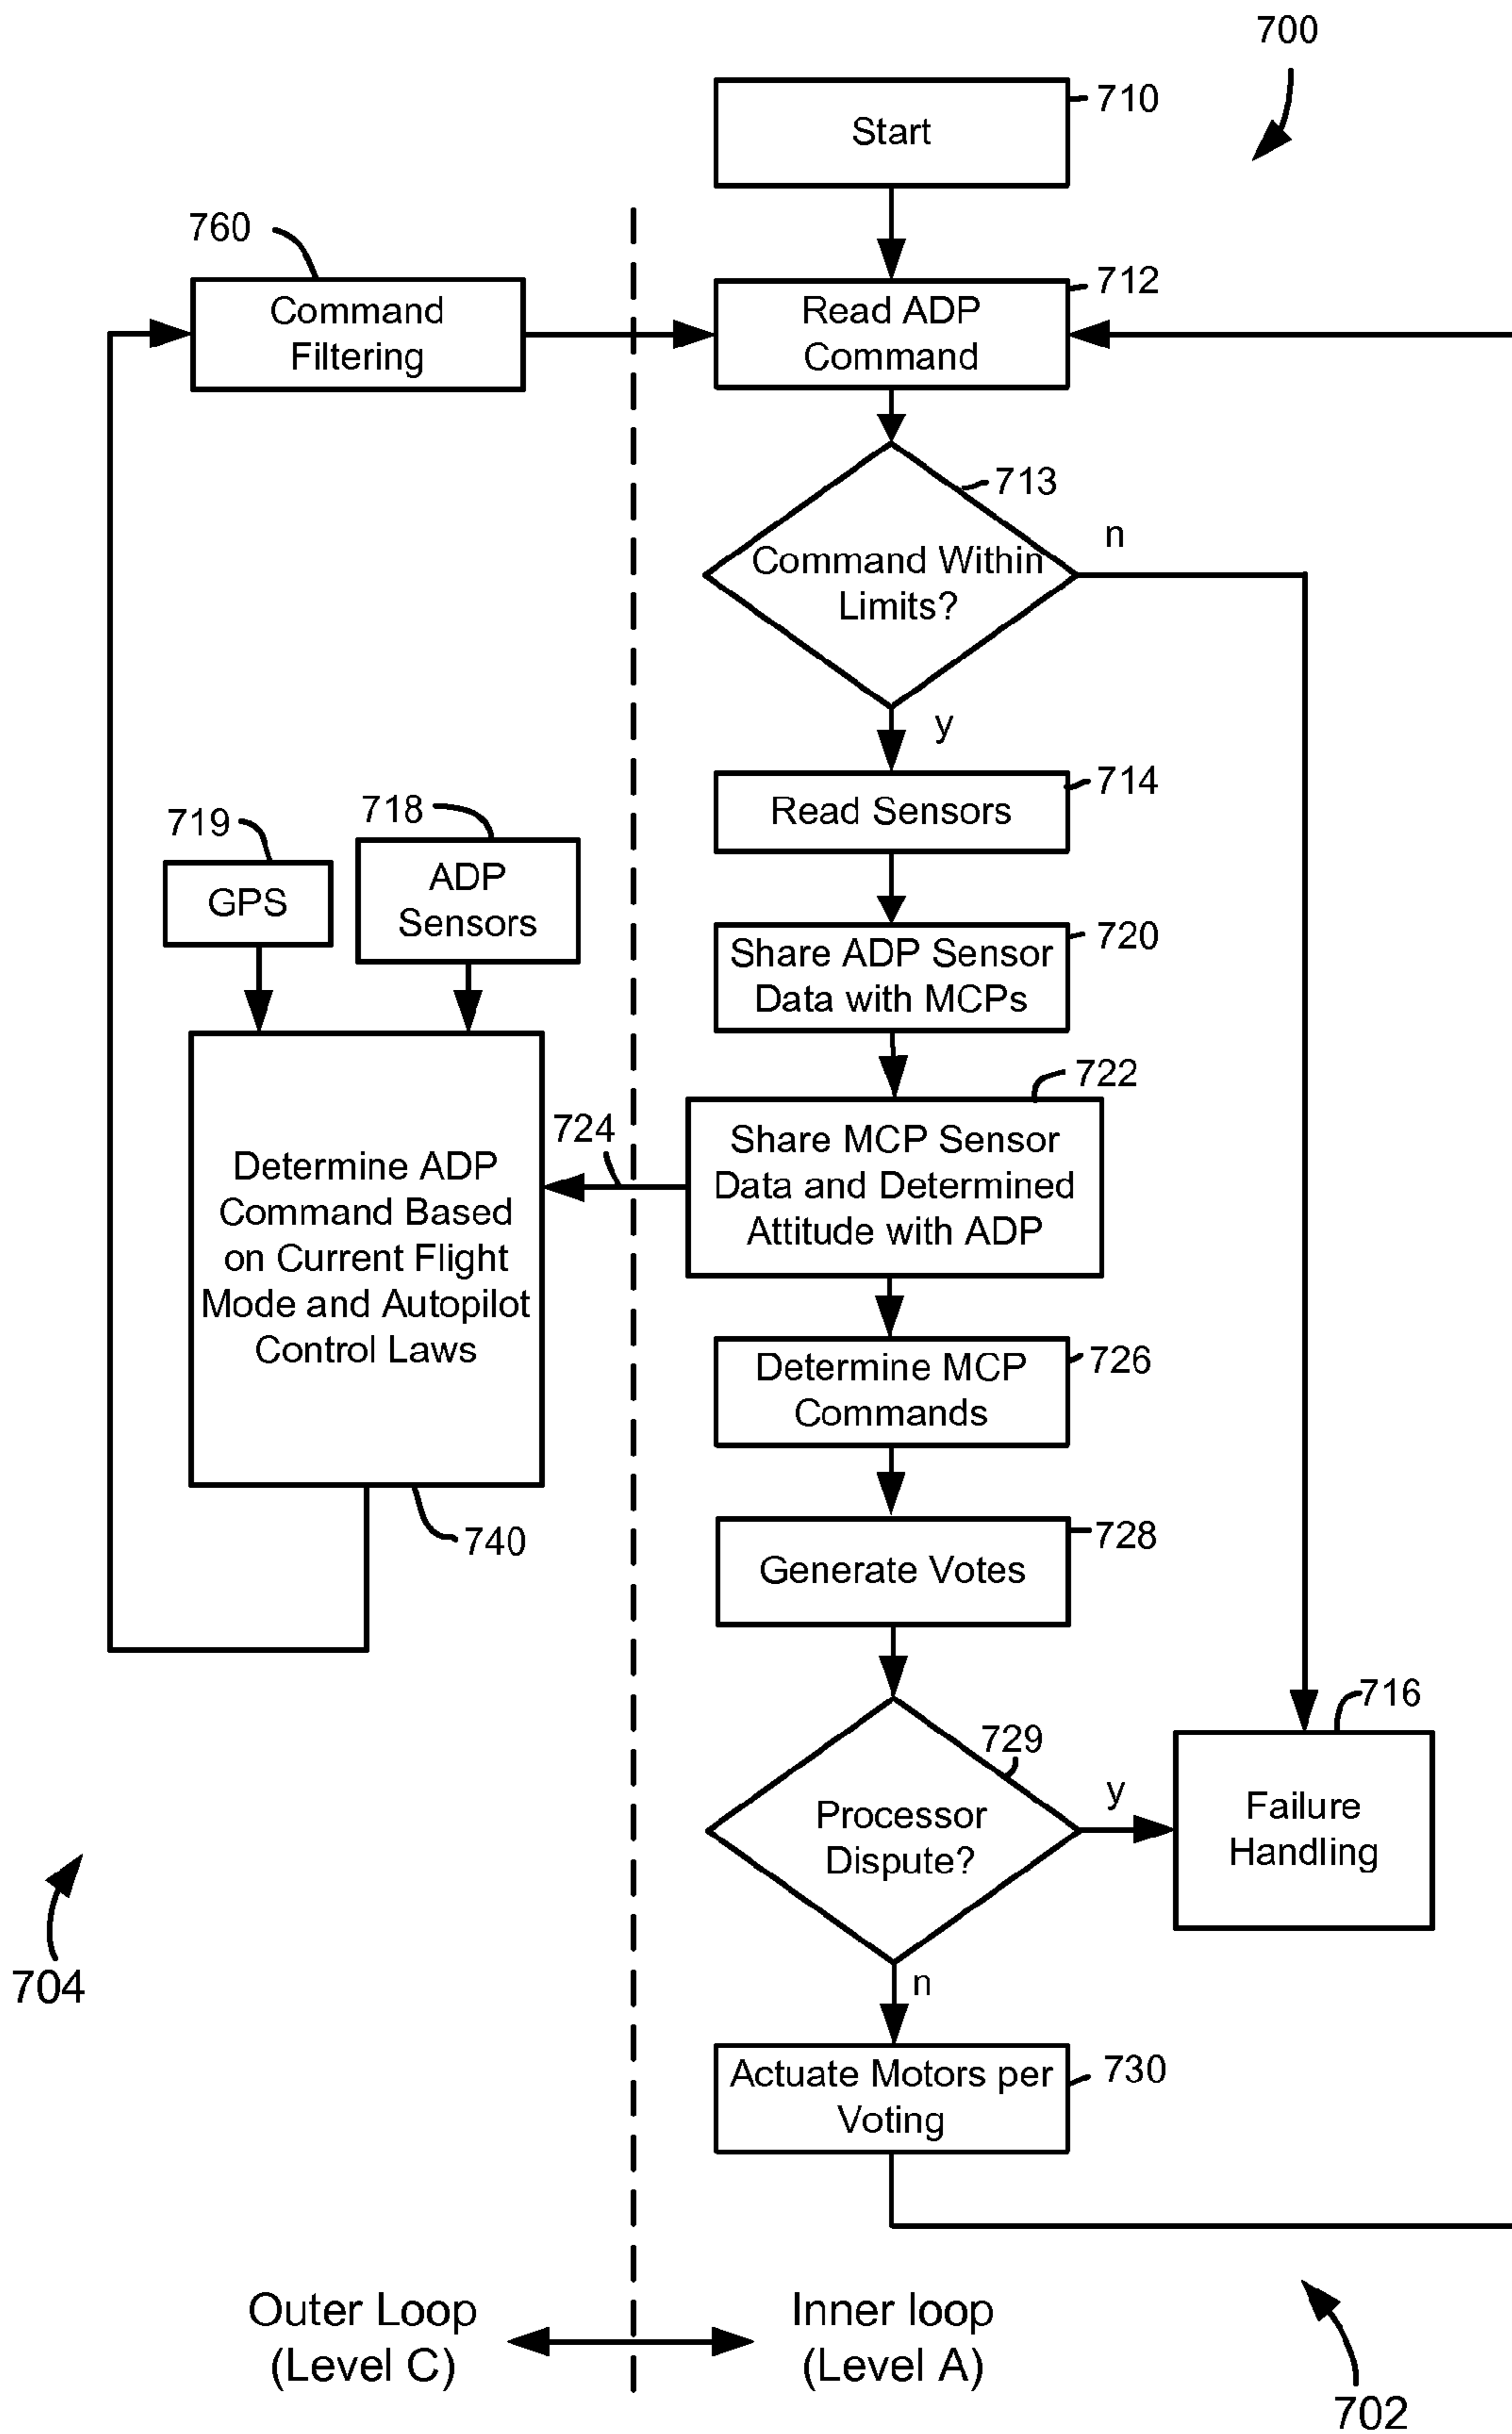 700
710
Start
760
Command
Filtering
712
Read ADP
Command
713
Command Within
Limits?
n
y
714
Read Sensors
719
GPS
718
ADP
Sensors
720
Share ADP Sensor
Data with MCPs
722
Share MCP Sensor
Data and Determined
Attitude with ADP
724
Determine ADP
Command Based
on Current Flight
Mode and Autopilot
Control Laws
740
726
Determine MCP
Commands
728
Generate Votes
729
Processor
Dispute?
y
716
Failure
Handling
n
704
730
Actuate Motors per
Voting
Outer Loop
(Level C)
Inner loop
(Level A)
702